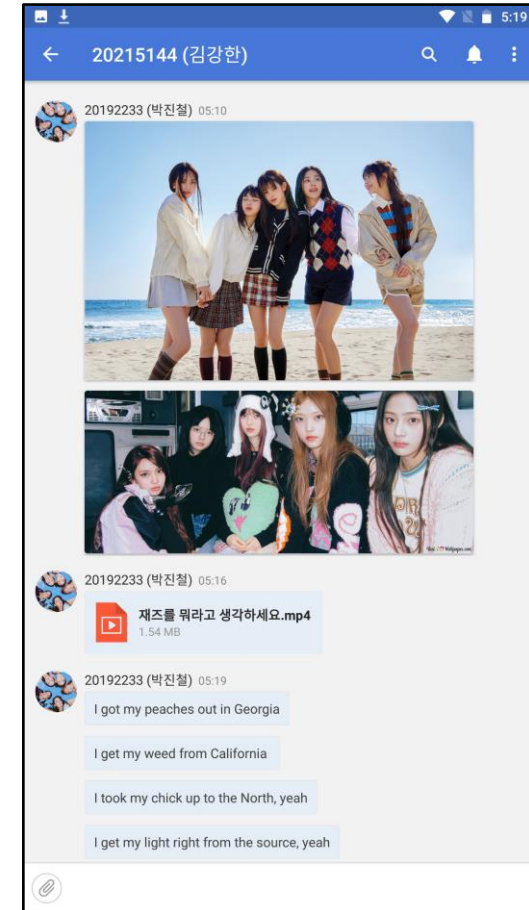 5:19
20215144 (김강한)
20192233 (박진철) 05:10
20192233 (박진철) 05:16
재즈를 뭐라고 생각하세요.mp4
1.54 MB
20192233 (박진철) 05:19
I got my peaches out in Georgia
I get my weed from California
I took my chick up to the North, yeah
I get my light right from the source, yeah